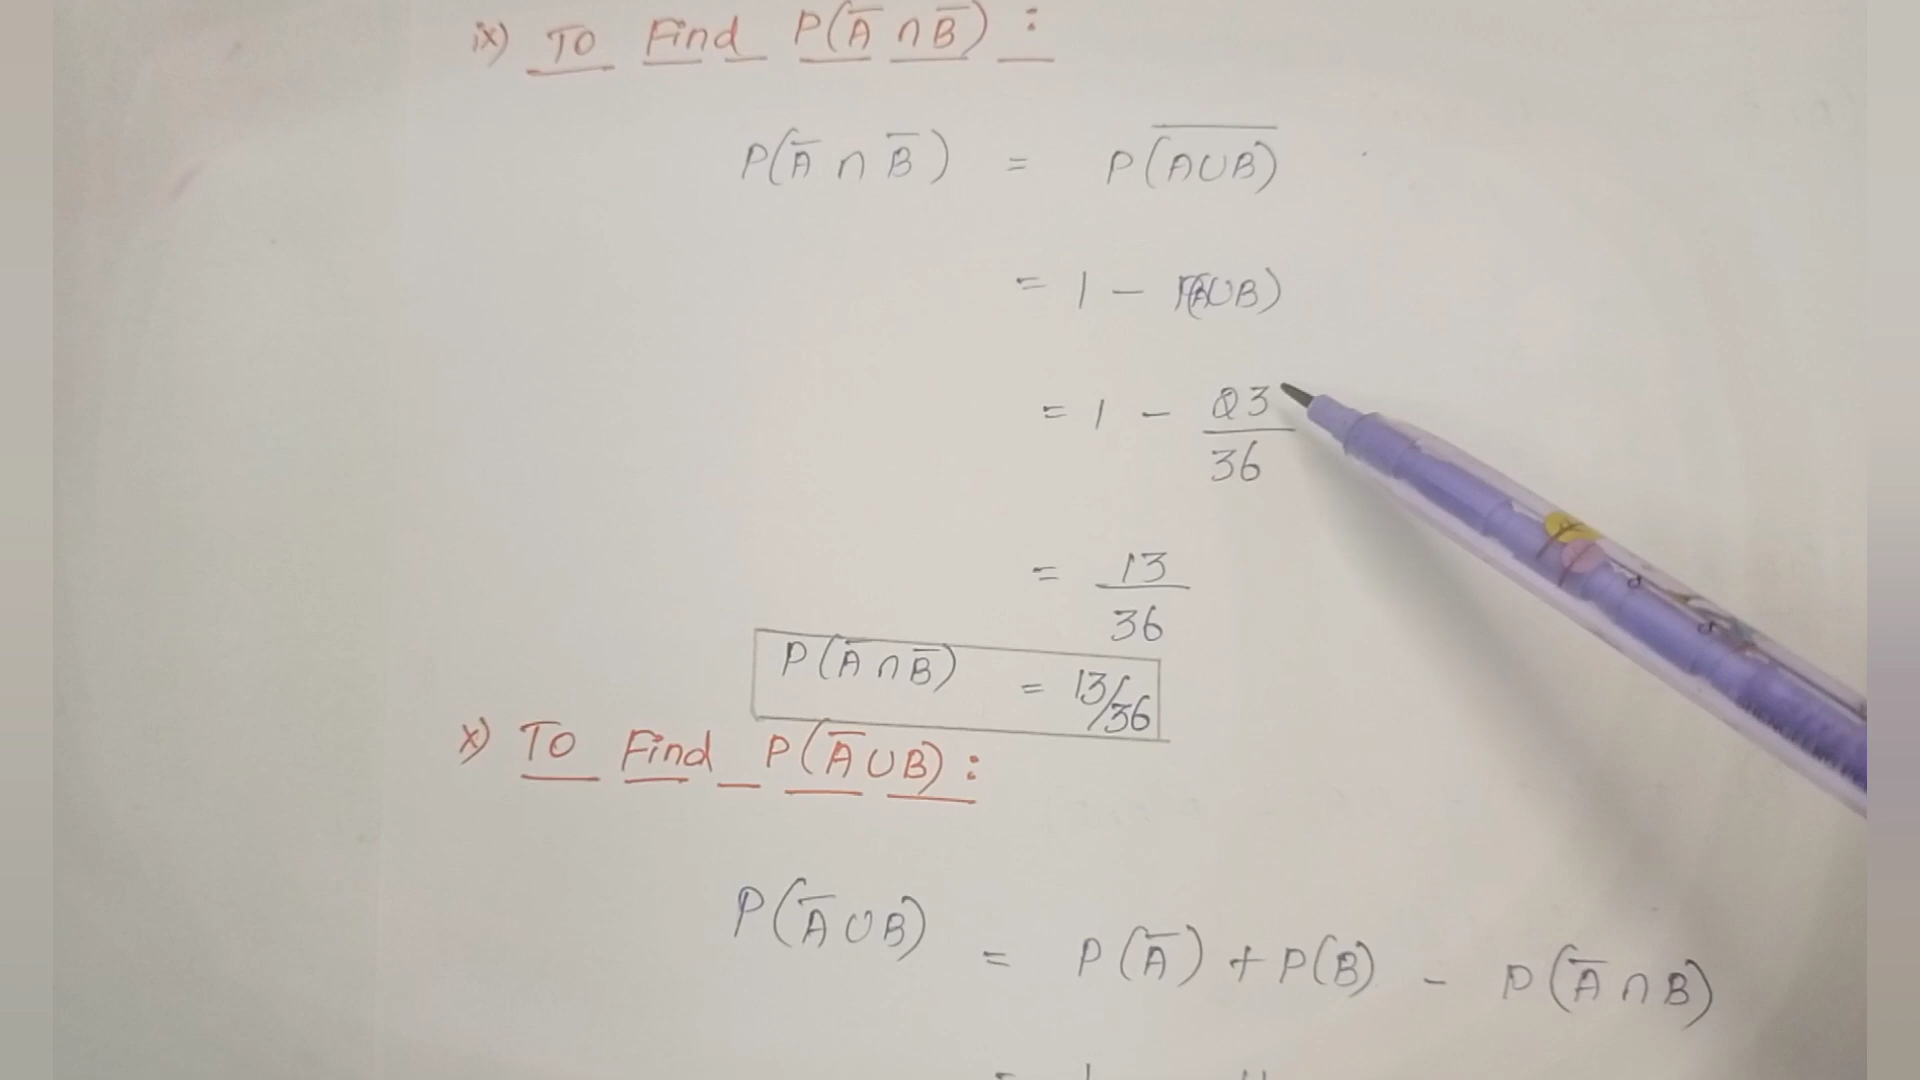 ix) To Find P(A̅ ∩ B̅) :
P(A̅ ∩ B̅) = P(A∪B)̅
= 1 - P(A∪B)
= 1 - 23/36
= 13/36
P(A̅ ∩ B̅) = 13/36
x) To Find P(A̅ ∪ B) :
P(A̅ ∪ B) = P(A̅) + P(B) - P(A̅ ∩ B)